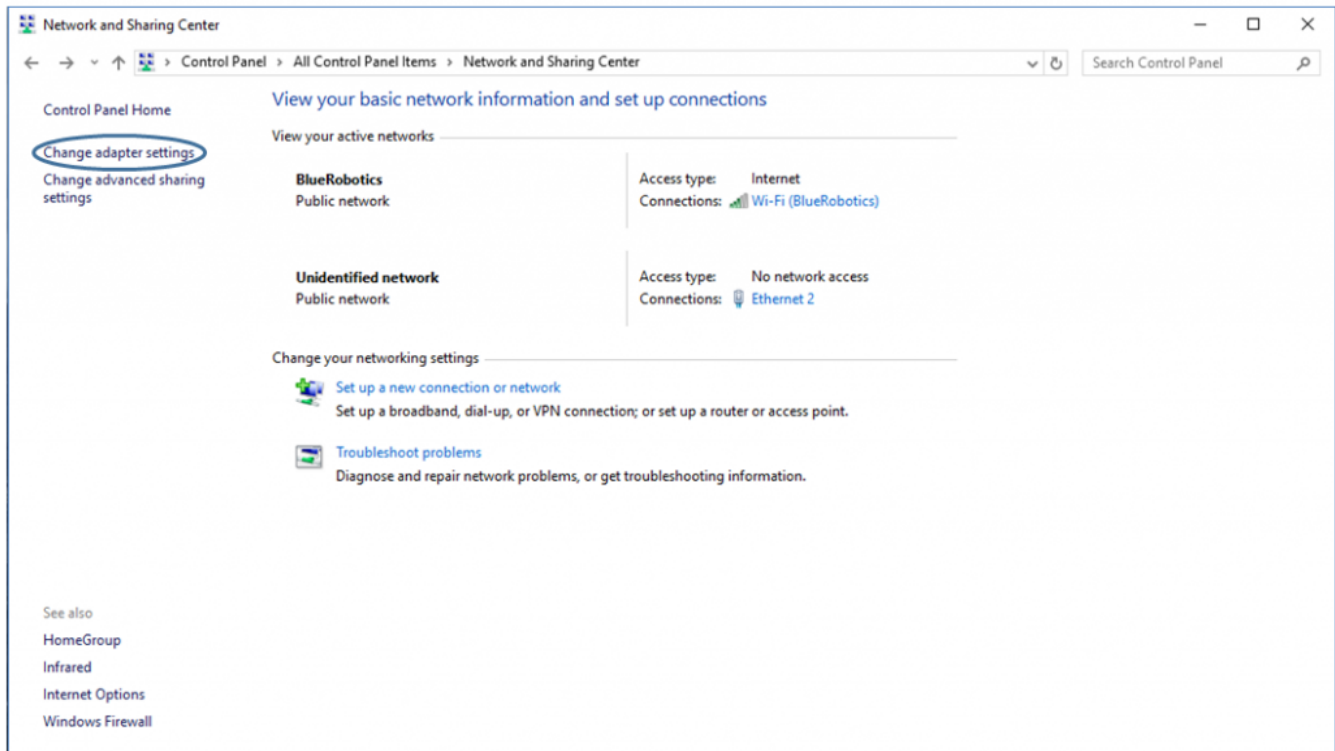 Network and Sharing Center
Control Panel > All Control Panel Items > Network and Sharing Center
Search Control Panel
Control Panel Home
Change adapter settings
Change advanced sharing
settings
View your basic network information and set up connections
View your active networks
BlueRobotics
Public network
Access type: Internet
Connections: Wi-Fi (BlueRobotics)
Unidentified network
Public network
Access type: No network access
Connections: Ethernet 2
Change your networking settings
Set up a new connection or network
Set up a broadband, dial-up, or VPN connection; or set up a router or access point.
Troubleshoot problems
Diagnose and repair network problems, or get troubleshooting information.
See also
HomeGroup
Infrared
Internet Options
Windows Firewall